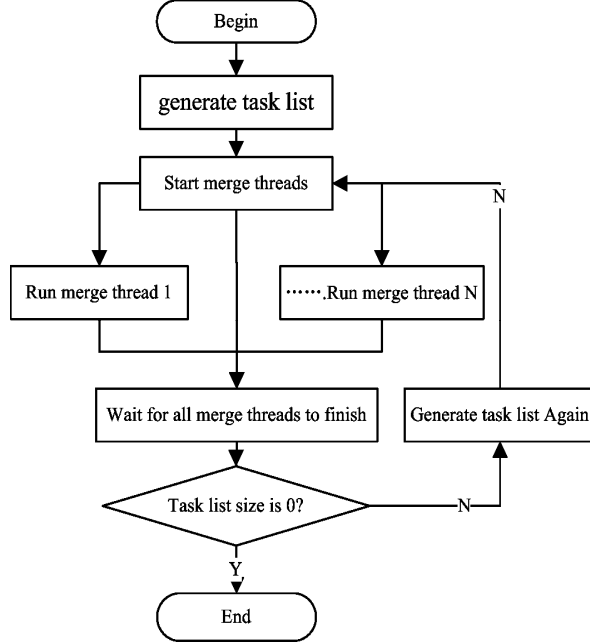 Begin
generate task list
Start merge threads
N
Run merge thread 1
…….Run merge thread N
Wait for all merge threads to finish
Generate task list Again
Task list size is 0?
N
Y
End